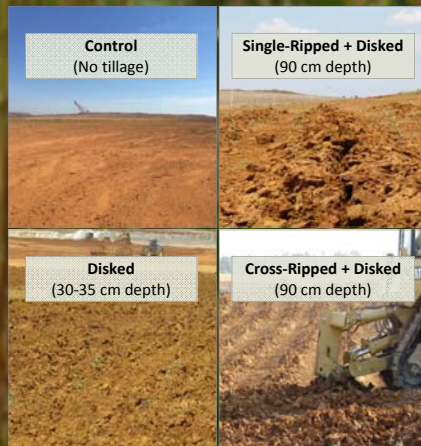 Control
(No tillage)
Single-Ripped + Disked
(90 cm depth)
Disked
(30-35 cm depth)
Cross-Ripped + Disked
(90 cm depth)